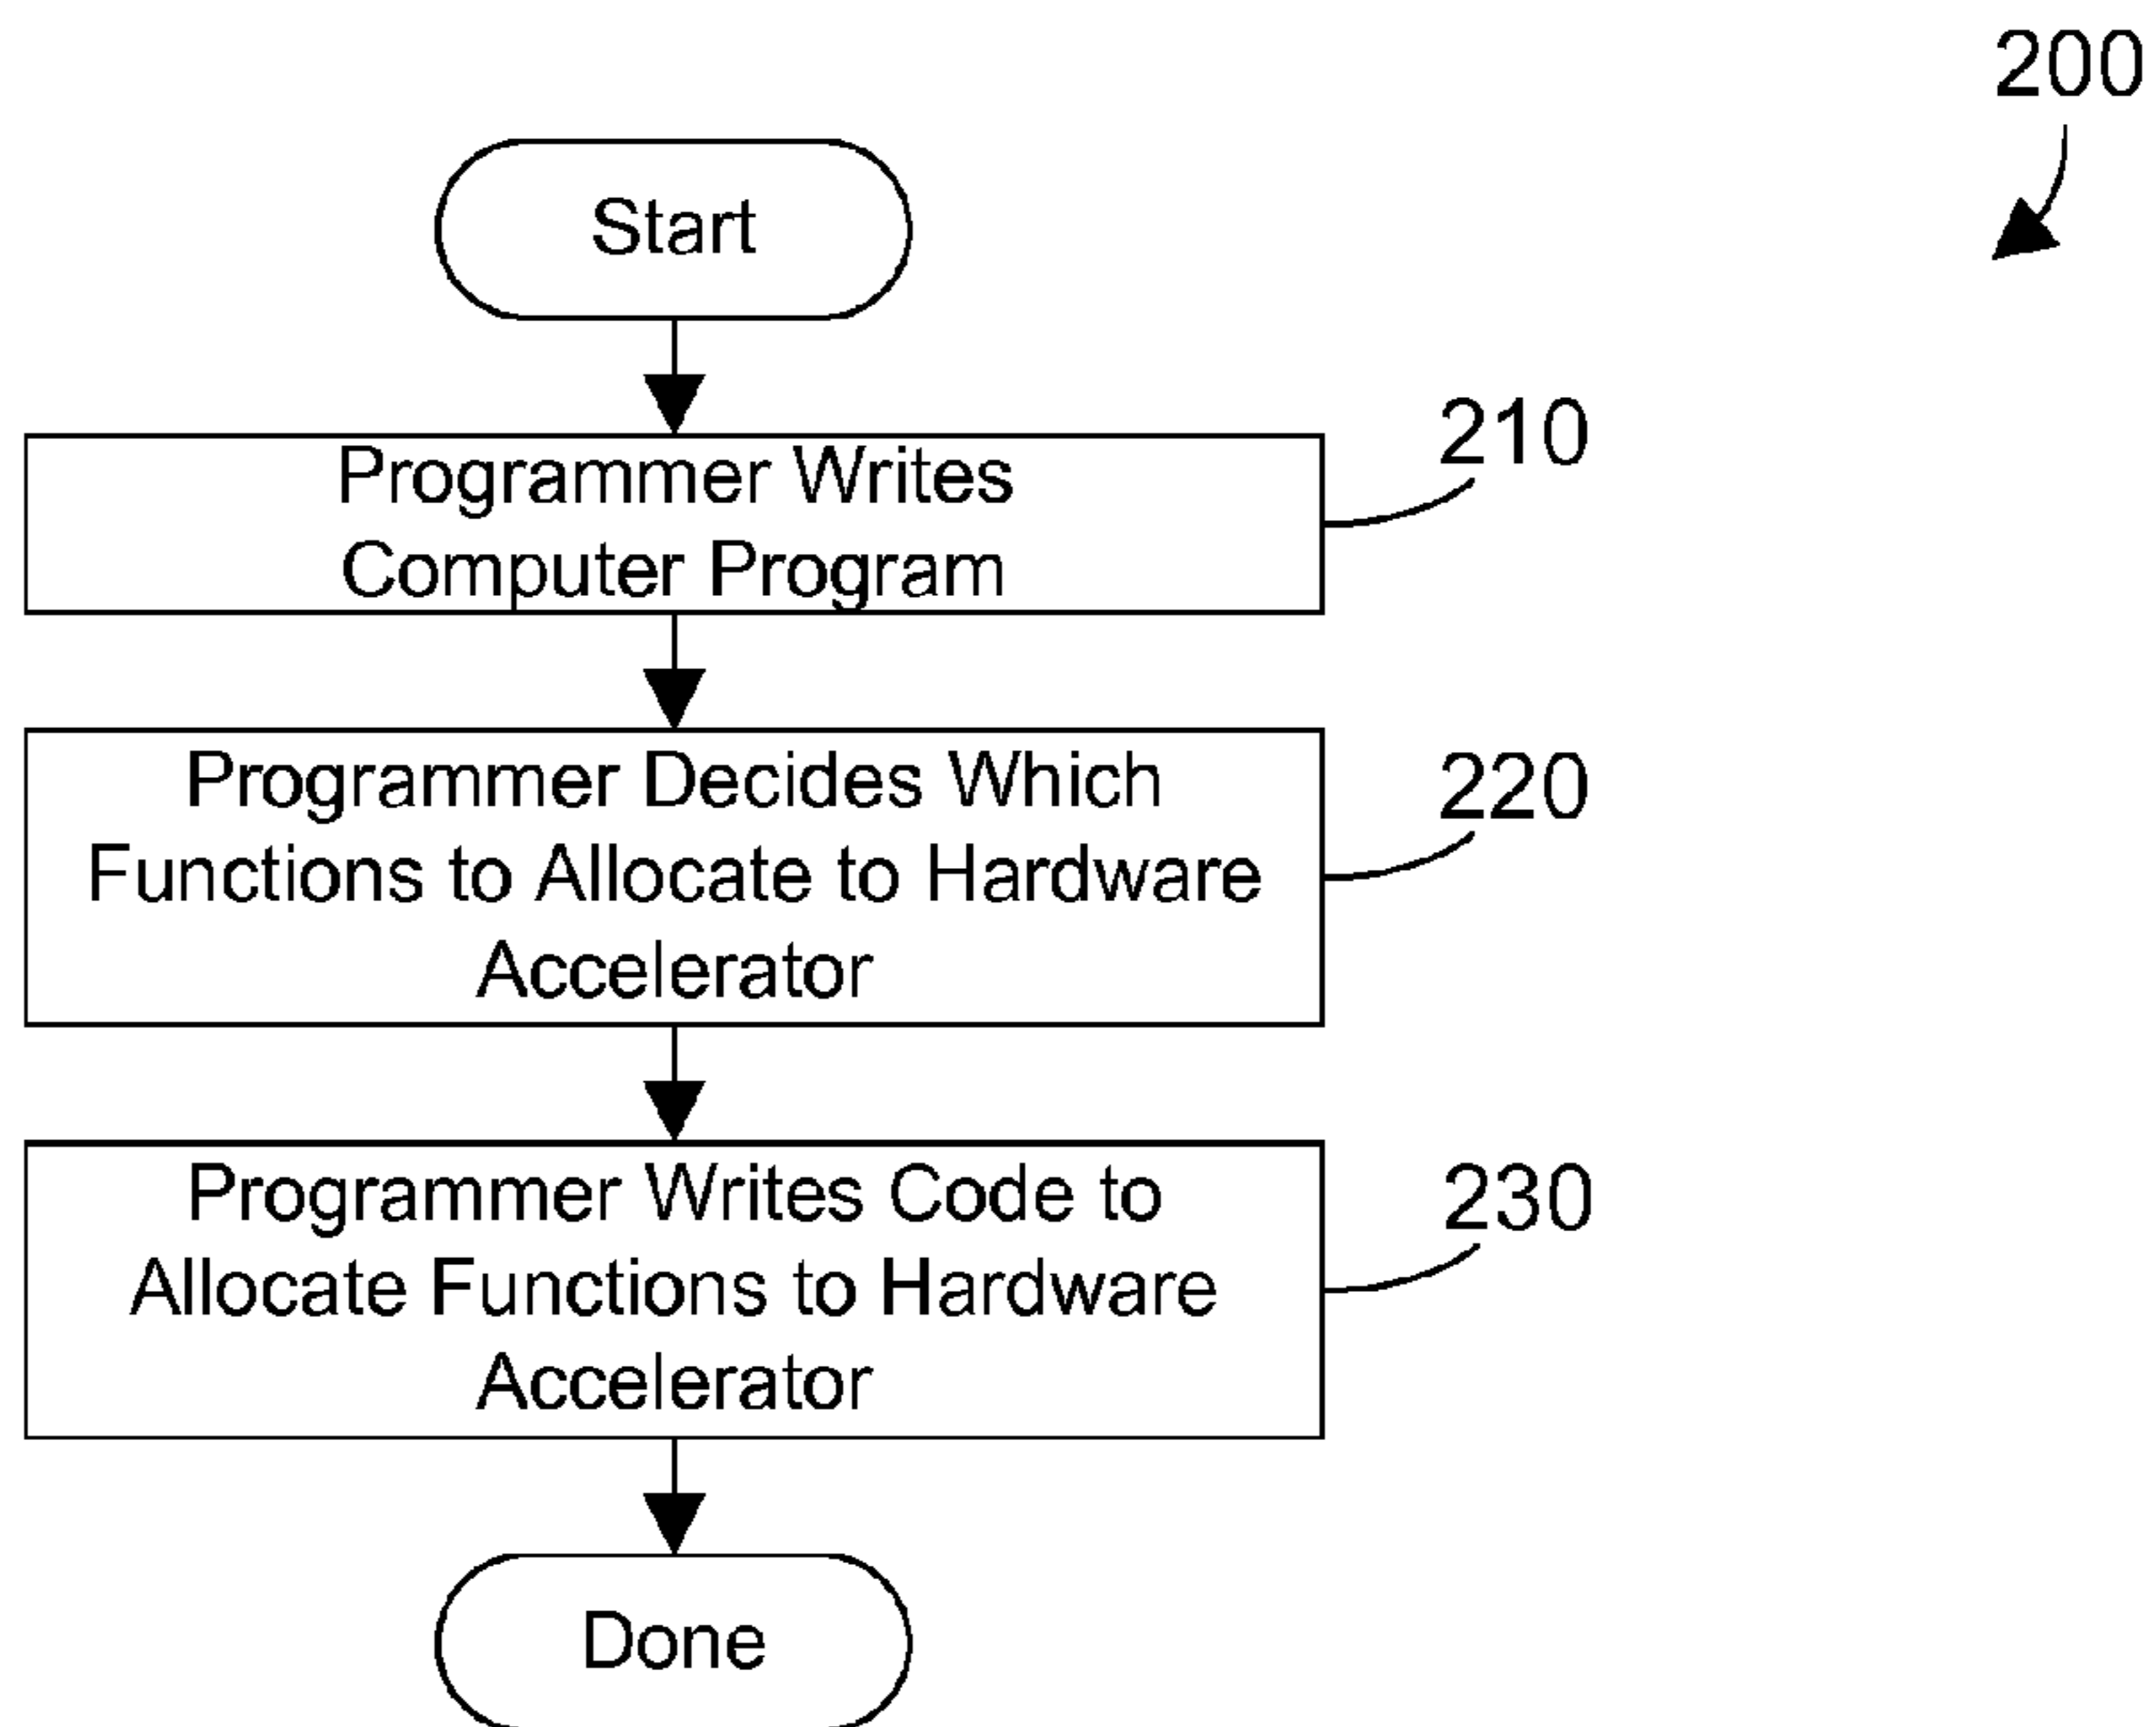 200
Start
Programmer Writes
Computer Program
210
Programmer Decides Which
Functions to Allocate to Hardware
Accelerator
220
Programmer Writes Code to
Allocate Functions to Hardware
Accelerator
230
Done